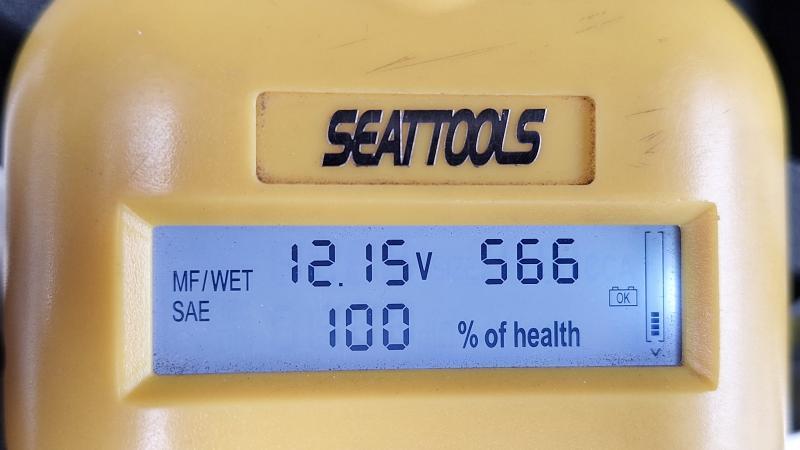 SEATTOOLS
MF/WET 12.15V 566
SAE 100 % of health
OK